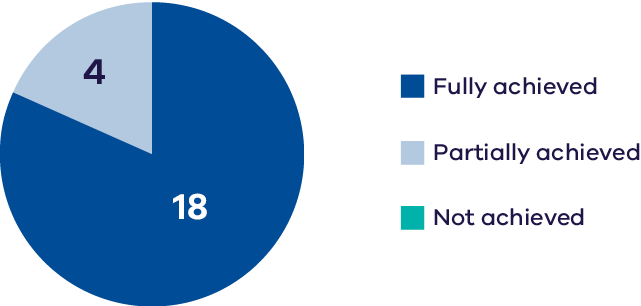 4
18
Fully achieved
Partially achieved
Not achieved